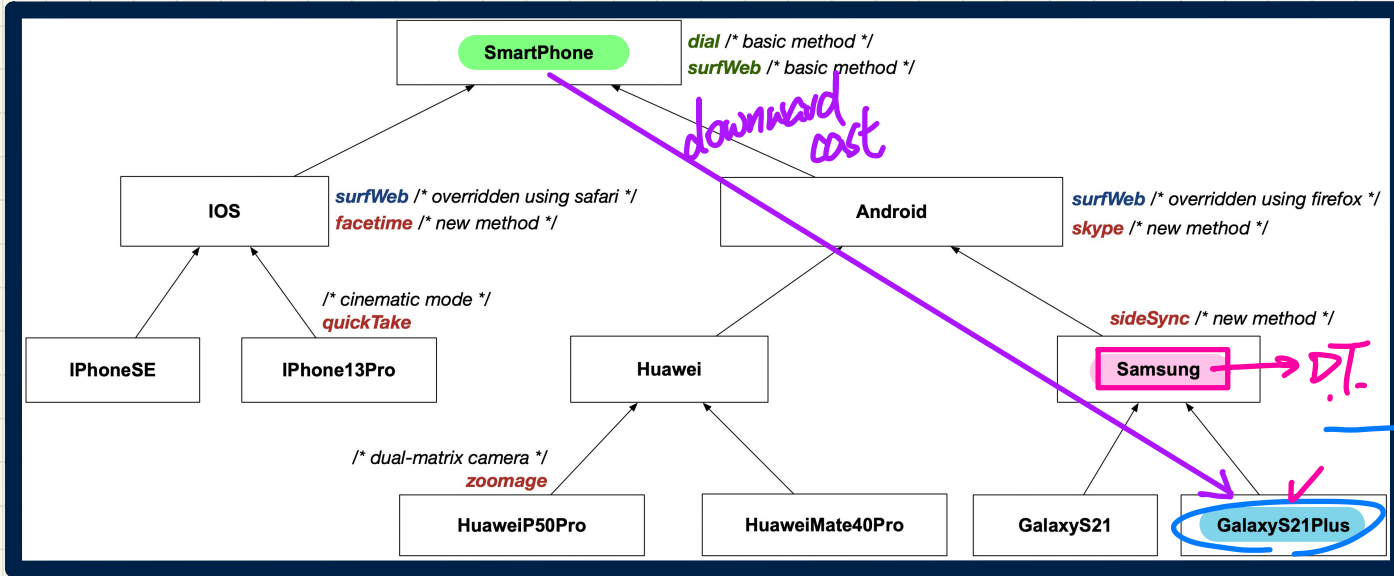 SmartPhone
dial /* basic method */
surfWeb /* basic method */
downward
cast
IOS
surfWeb /* overridden using safari */
facetime /* new method */
Android
surfWeb /* overridden using firefox */
skype /* new method */
/* cinematic mode */
quickTake
sideSync /* new method */
IPhoneSE
IPhone13Pro
Huawei
Samsung
D.T.
/* dual-matrix camera */
zoomage
HuaweiP50Pro
HuaweiMate40Pro
GalaxyS21
GalaxyS21Plus